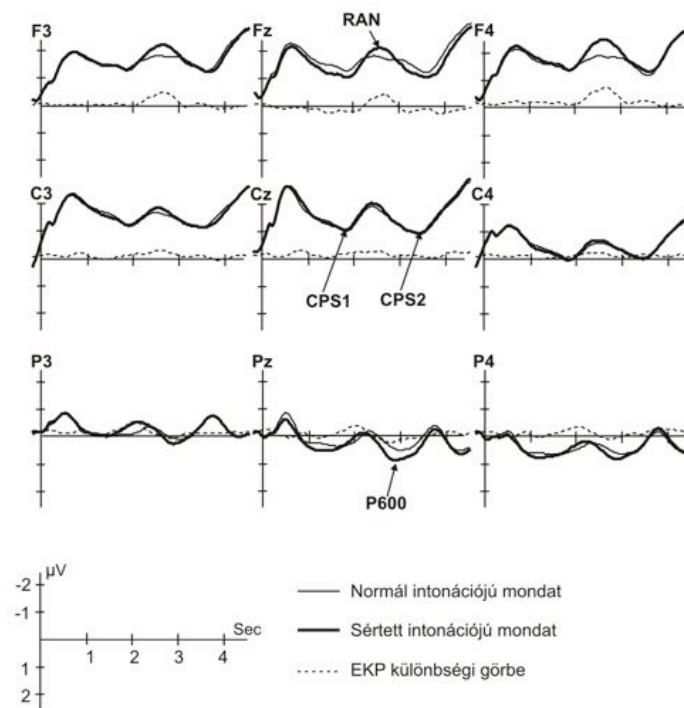 F3 Fz F4
RAN
C3 Cz C4
CPS1 CPS2
P3 Pz P4
P600
µV
-2
-1
Sec
1 2 3 4
1
2
Normál intonációjú mondat
Sértett intonációjú mondat
EKP különbségi görbe